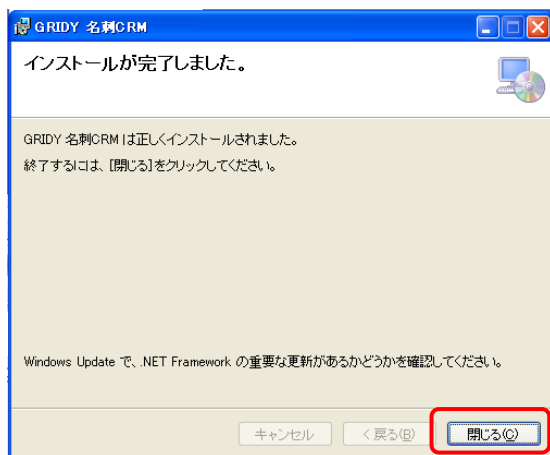 GRIDY 名刺CRM
インストールが完了しました。
GRIDY 名刺CRM は正しくインストールされました。
終了するには、[閉じる]をクリックしてください。
Windows Update で、.NET Framework の重要な更新があるかどうかを確認してください。
キャンセル
< 戻る(B)
閉じる(C)